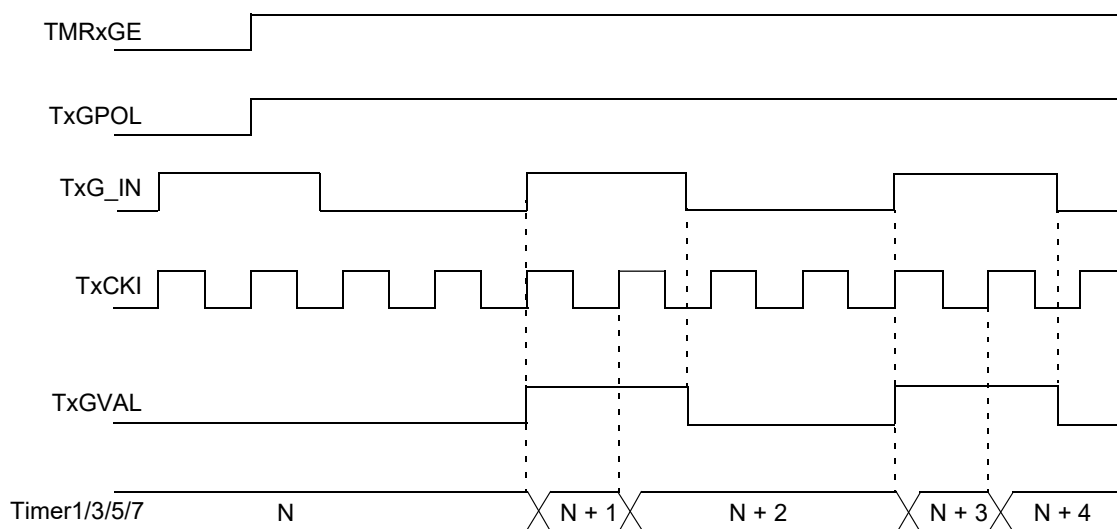 TMRxGE
TxGPOL
TxG_IN
TxCKI
TxGVAL
Timer1/3/5/7 N N + 1 N + 2 N + 3 N + 4